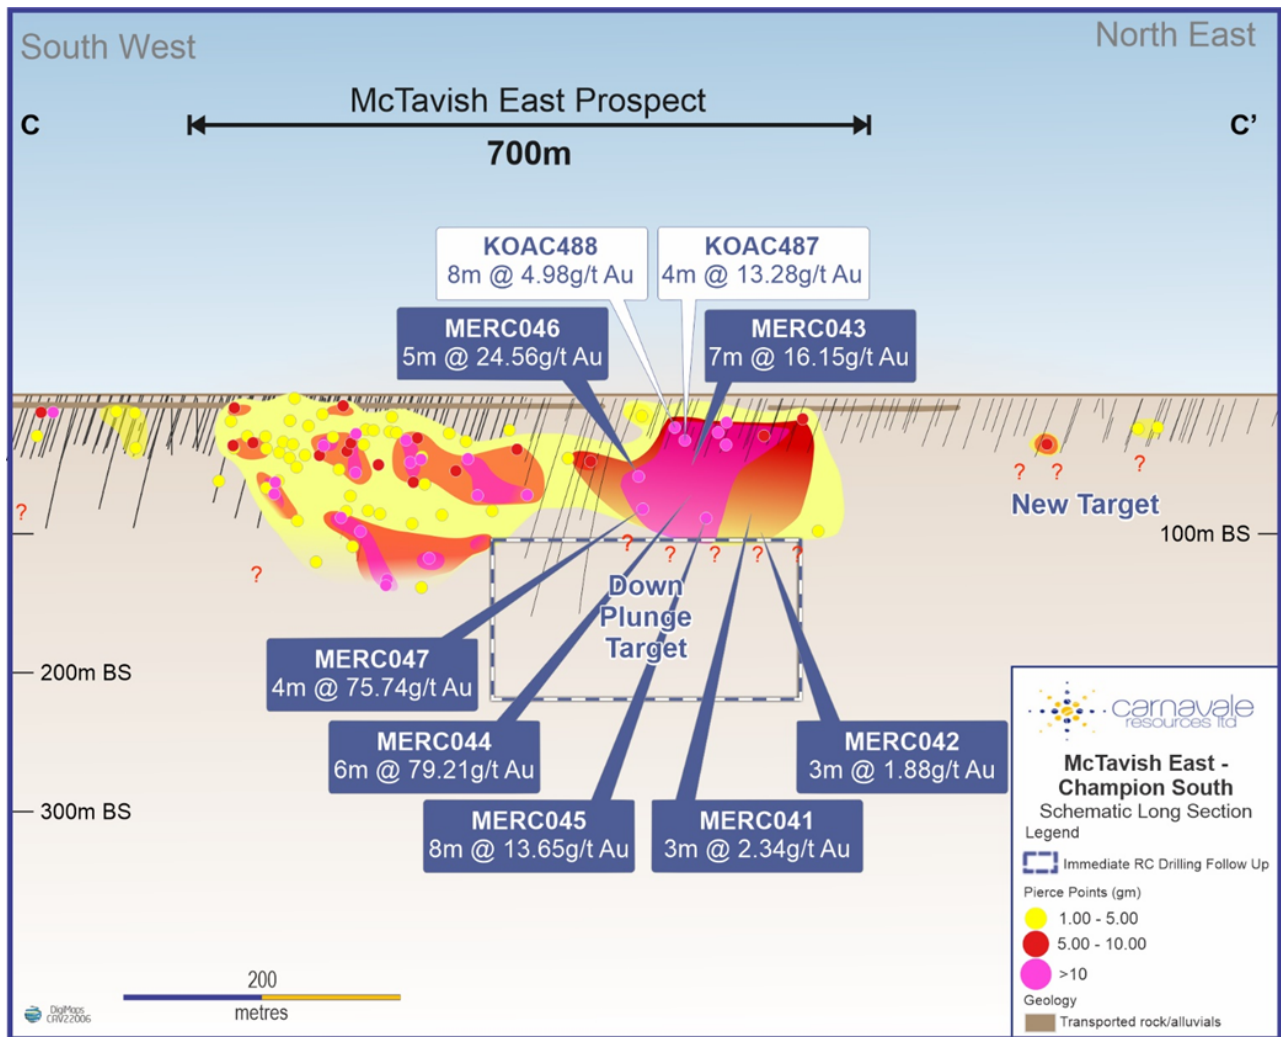 South West
North East
McTavish East Prospect
C
C'
700m
KOAC488
8m @ 4.98g/t Au
KOAC487
4m @ 13.28g/t Au
MERC046
5m @ 24.56g/t Au
MERC043
7m @ 16.15g/t Au
?
?
?
?
New Target
?
100m BS
?
?
?
?
?
?
Down
Plunge
Target
MERC047
4m @ 75.74g/t Au
200m BS
MERC044
6m @ 79.21g/t Au
MERC042
3m @ 1.88g/t Au
MERC045
8m @ 13.65g/t Au
MERC041
3m @ 2.34g/t Au
300m BS
carnavale
resources ltd
McTavish East -
Champion South
Schematic Long Section
Legend
Immediate RC Drilling Follow Up
Pierce Points (gm)
1.00 - 5.00
5.00 - 10.00
>10
Geology
Transported rock/alluvials
200
metres
DigiMaps
CAV22006